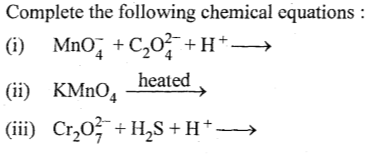 Complete the following chemical equations :
(i) MnO₄⁻ + C₂O₄²⁻ + H⁺ ⟶
(ii) KMnO₄ —heated→
(iii) Cr₂O₇²⁻ + H₂S + H⁺ ⟶